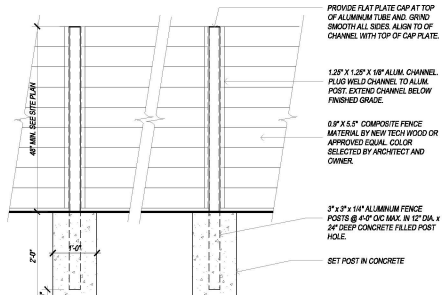 PROVIDE FLAT PLATE CAP AT TOP
OF ALUMINUM TUBE AND. GRIND
SMOOTH ALL SIDES. ALIGN TO OF
CHANNEL WITH TOP OF CAP PLATE.
1.25" X 1.25" X 1/8" ALUM. CHANNEL.
PLUG WELD CHANNEL TO ALUM.
POST. EXTEND CHANNEL BELOW
FINISHED GRADE.
48" MIN. SEE SITE PLAN
0.9" X 5.5" COMPOSITE FENCE
MATERIAL BY NEW TECH WOOD OR
APPROVED EQUAL. COLOR
SELECTED BY ARCHITECT AND
OWNER.
3" x 3" x 1/4" ALUMINUM FENCE
POSTS @ 4'-0" O/C MAX. IN 12" DIA. x
24" DEEP CONCRETE FILLED POST
HOLE.
2'-0"
1'-0"
SET POST IN CONCRETE